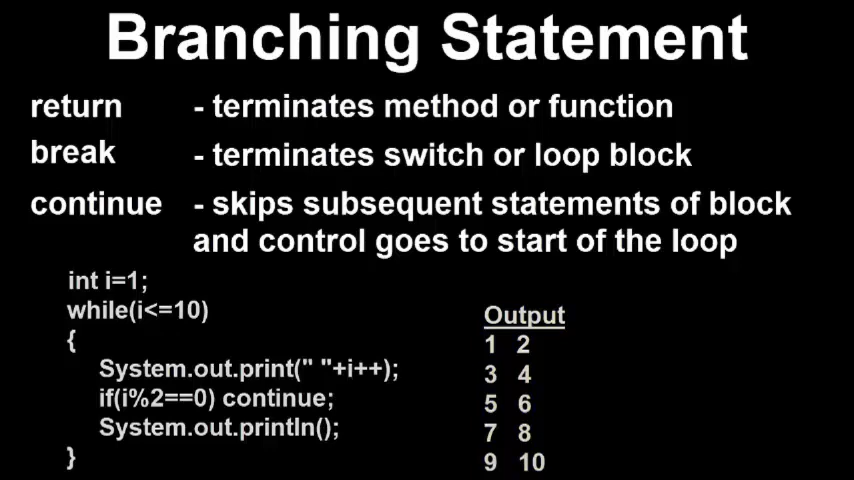 Branching Statement
return - terminates method or function
break - terminates switch or loop block
continue - skips subsequent statements of block
and control goes to start of the loop
int i=1;
while(i<=10)
{
System.out.print(" "+i++);
if(i%2==0) continue;
System.out.println();
}
Output
1 2
3 4
5 6
7 8
9 10